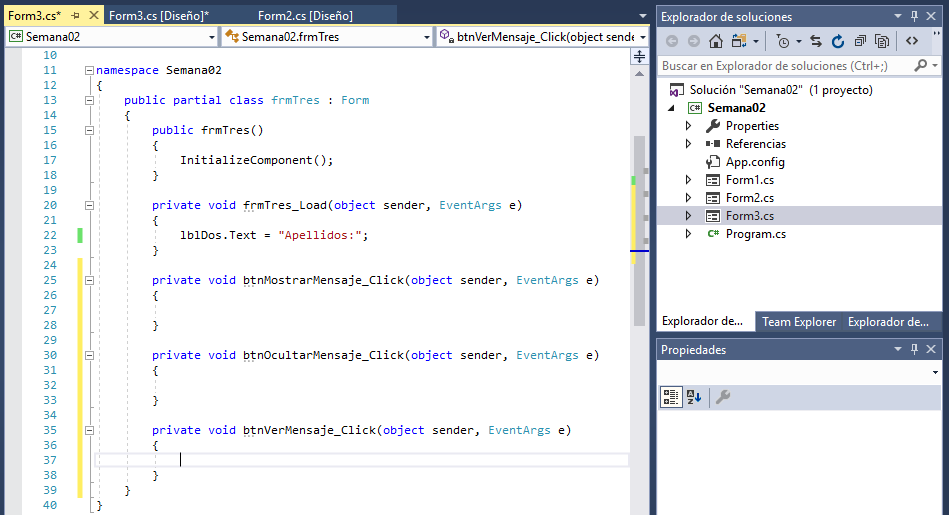 Form3.cs* Form3.cs [Diseño]* Form2.cs [Diseño]
C# Semana02 Semana02.frmTres btnVerMensaje_Click(object sende
10
11 namespace Semana02
12 {
13 public partial class frmTres : Form
14 {
15 public frmTres()
16 {
17 InitializeComponent();
18 }
19
20 private void frmTres_Load(object sender, EventArgs e)
21 {
22 lblDos.Text = "Apellidos:";
23 }
24
25 private void btnMostrarMensaje_Click(object sender, EventArgs e)
26 {
27
28 }
29
30 private void btnOcultarMensaje_Click(object sender, EventArgs e)
31 {
32
33 }
34
35 private void btnVerMensaje_Click(object sender, EventArgs e)
36 {
37
38 }
39 }
40 }
Explorador de soluciones
Buscar en Explorador de soluciones (Ctrl+;)
Solución "Semana02" (1 proyecto)
C# Semana02
Properties
Referencias
App.config
Form1.cs
Form2.cs
Form3.cs
C# Program.cs
Explorador de... Team Explorer Explorador de...
Propiedades